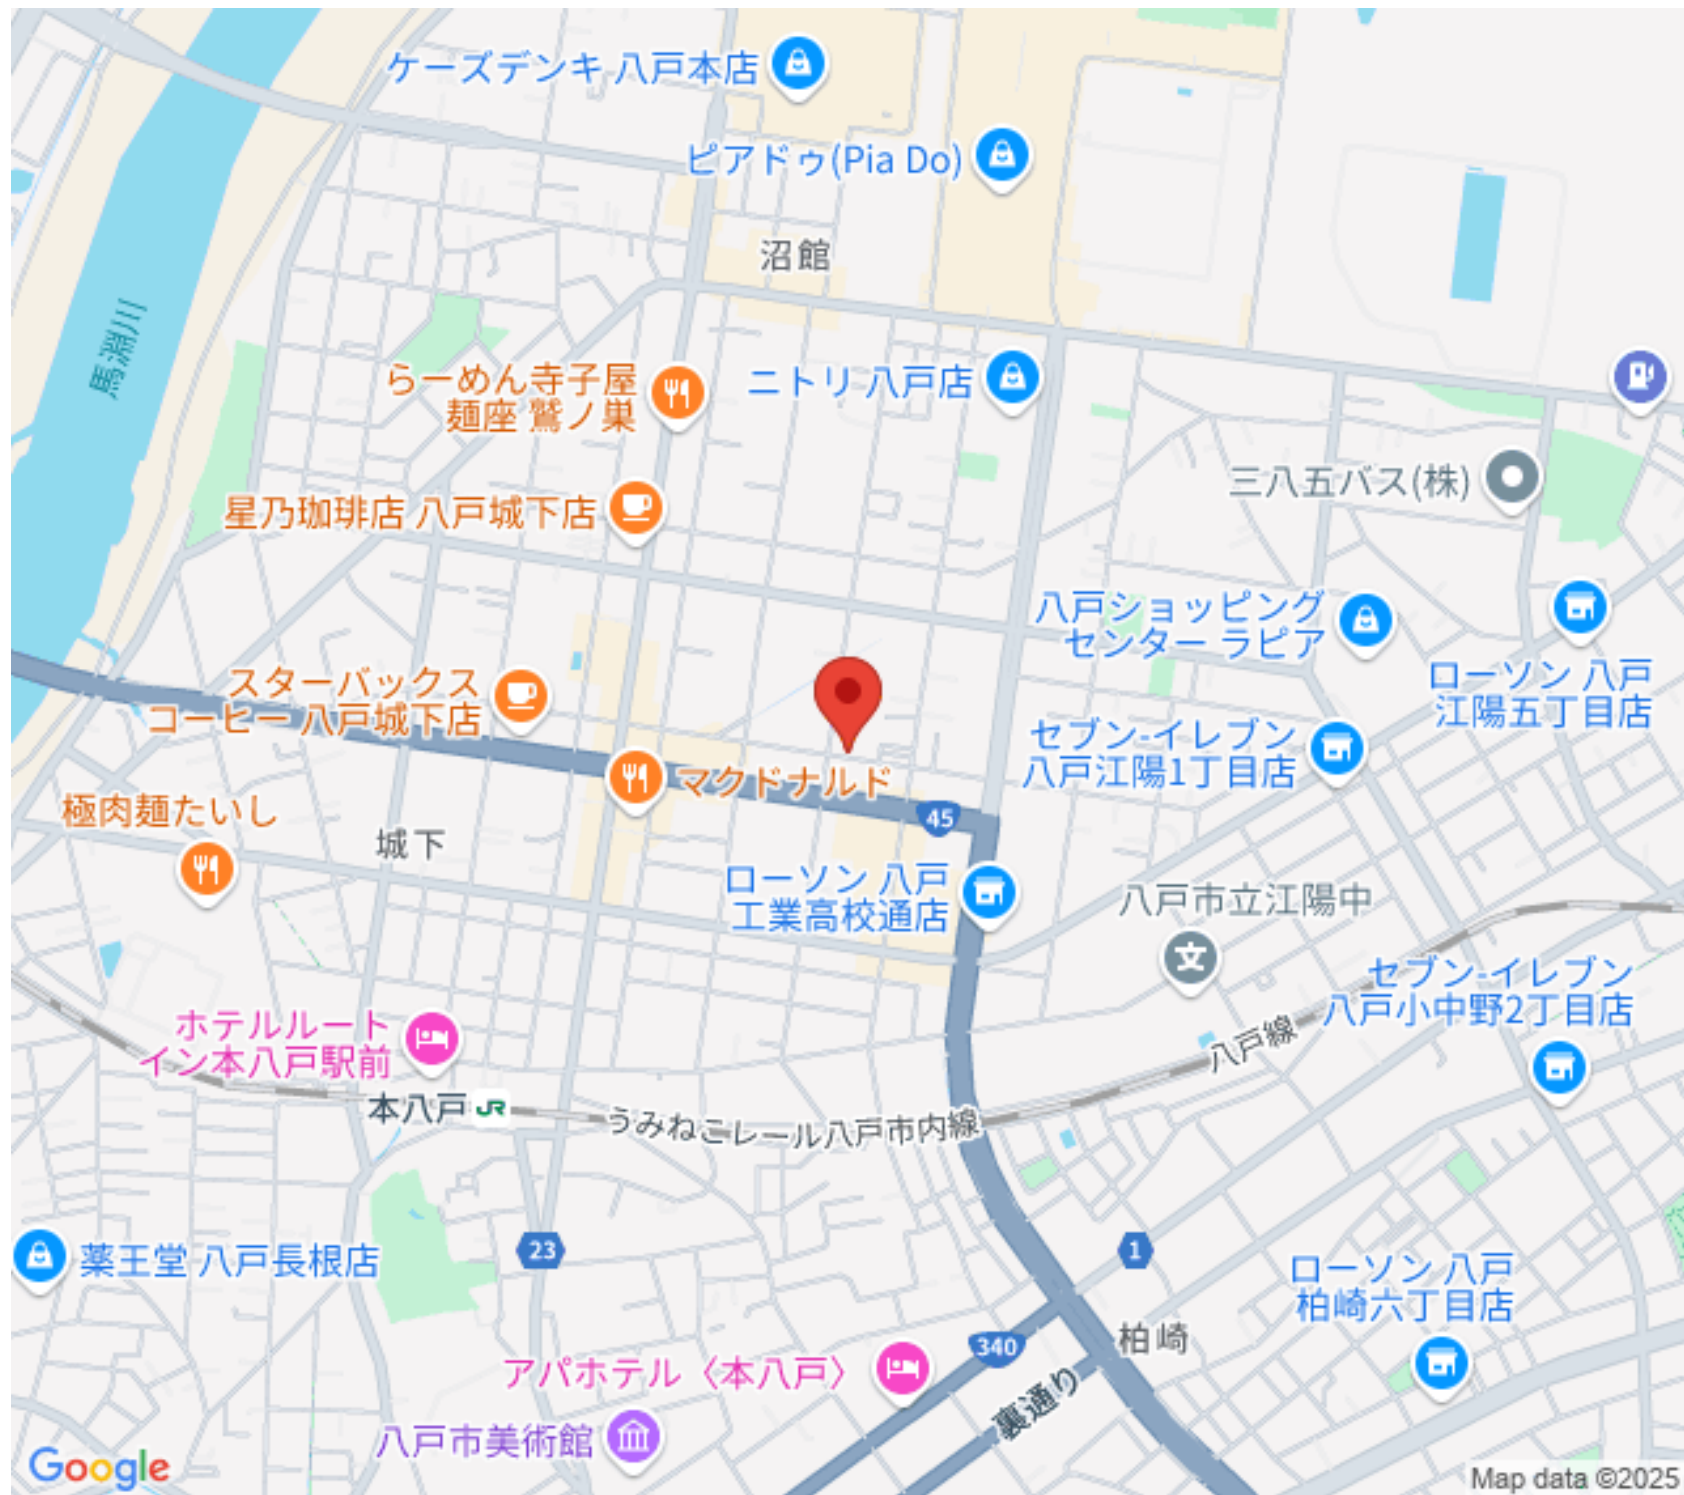 ケーズデンキ 八戸本店
ピアドゥ(Pia Do)
沼館
馬淵川
らーめん寺子屋
麺座 鷲ノ巣
ニトリ 八戸店
三八五バス(株)
星乃珈琲店 八戸城下店
八戸ショッピング
センター ラピア
ローソン 八戸
江陽五丁目店
スターバックス
コーヒー 八戸城下店
セブン-イレブン
八戸江陽1丁目店
マクドナルド
45
極肉麺たいし
城下
ローソン 八戸
工業高校通店
八戸市立江陽中
文
セブン-イレブン
八戸小中野2丁目店
ホテルルート
イン本八戸駅前
八戸線
本八戸 JR
うみねこレール八戸市内線
薬王堂 八戸長根店
23
1
ローソン 八戸
柏崎六丁目店
340
柏崎
アパホテル〈本八戸〉
裏通り
八戸市美術館
Google
Map data ©2025